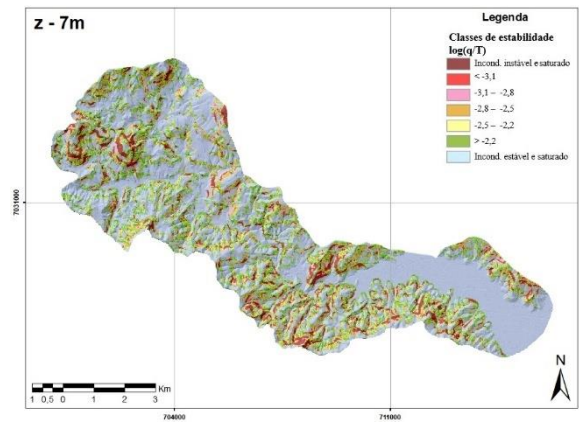 z - 7m
Legenda
Classes de estabilidade
log(q/T)
Incond. instável e saturado
< -3,1
-3,1 – -2,8
-2,8 – -2,5
-2,5 – -2,2
> -2,2
Incond. estável e saturado
7031000
N
1 0,5 0 1 2 3 Km
704000 711000